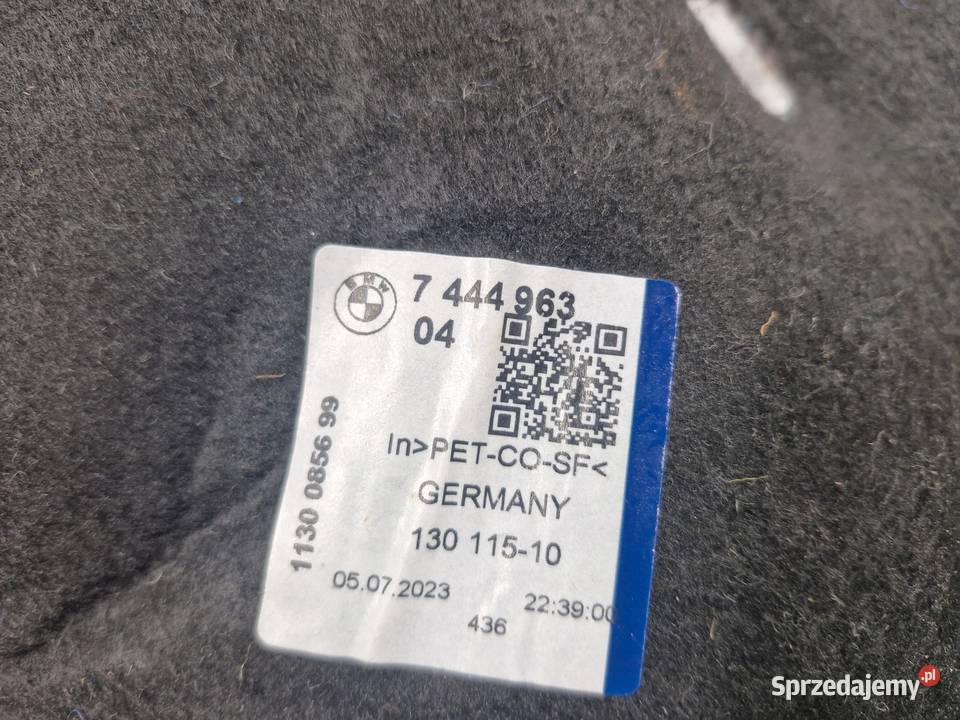 BMW
7 444 963
04
In>PET-CO-SF<
GERMANY
130 115-10
05.07.2023
22:39:00
436
1130 0856 99
Sprzedajemy.pl